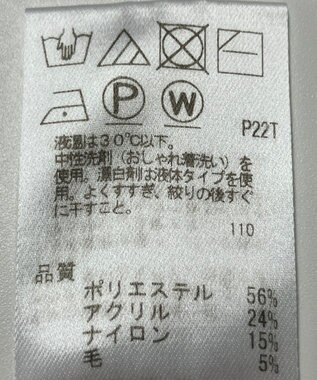 P W
P22T
液温は30℃以下。
中性洗剤（おしゃれ着洗い）を
使用。漂白剤は液体タイプを使
用。よくすすぎ、絞りの後すぐ
に干すこと。
110
品質
ポリエステル 56%
アクリル 24%
ナイロン 15%
毛 5%